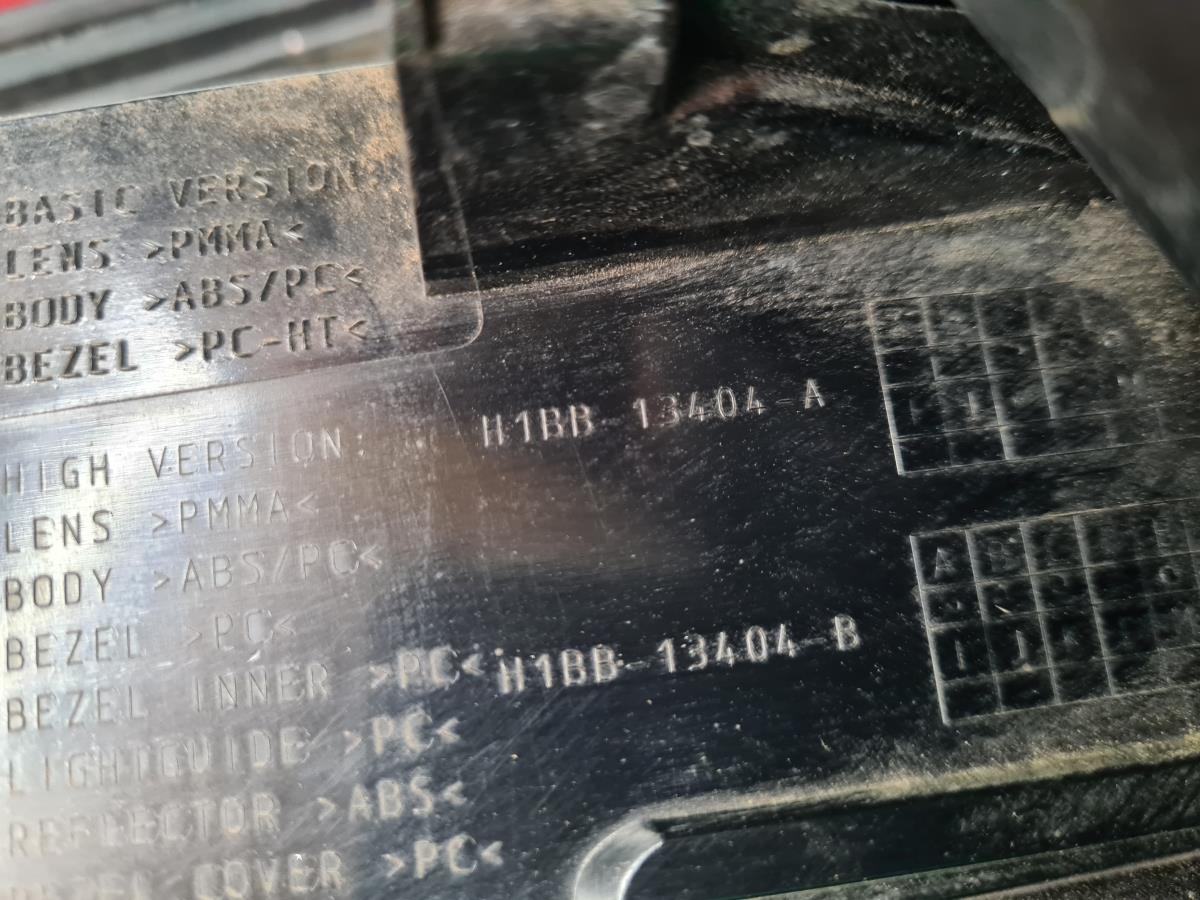 BASIC VERSION:
LENS >PMMA<
BODY >ABS/PC<
BEZEL >PC-HT<
HIGH VERSION:
LENS >PMMA<
BODY >ABS/PC<
BEZEL >PC<
BEZEL INNER >PC<
LIGHTGUIDE >PC<
REFLECTOR >ABS<
BEZEL COVER >PC<
H1BB-13404-A
H1BB-13404-B
A B C
I J K